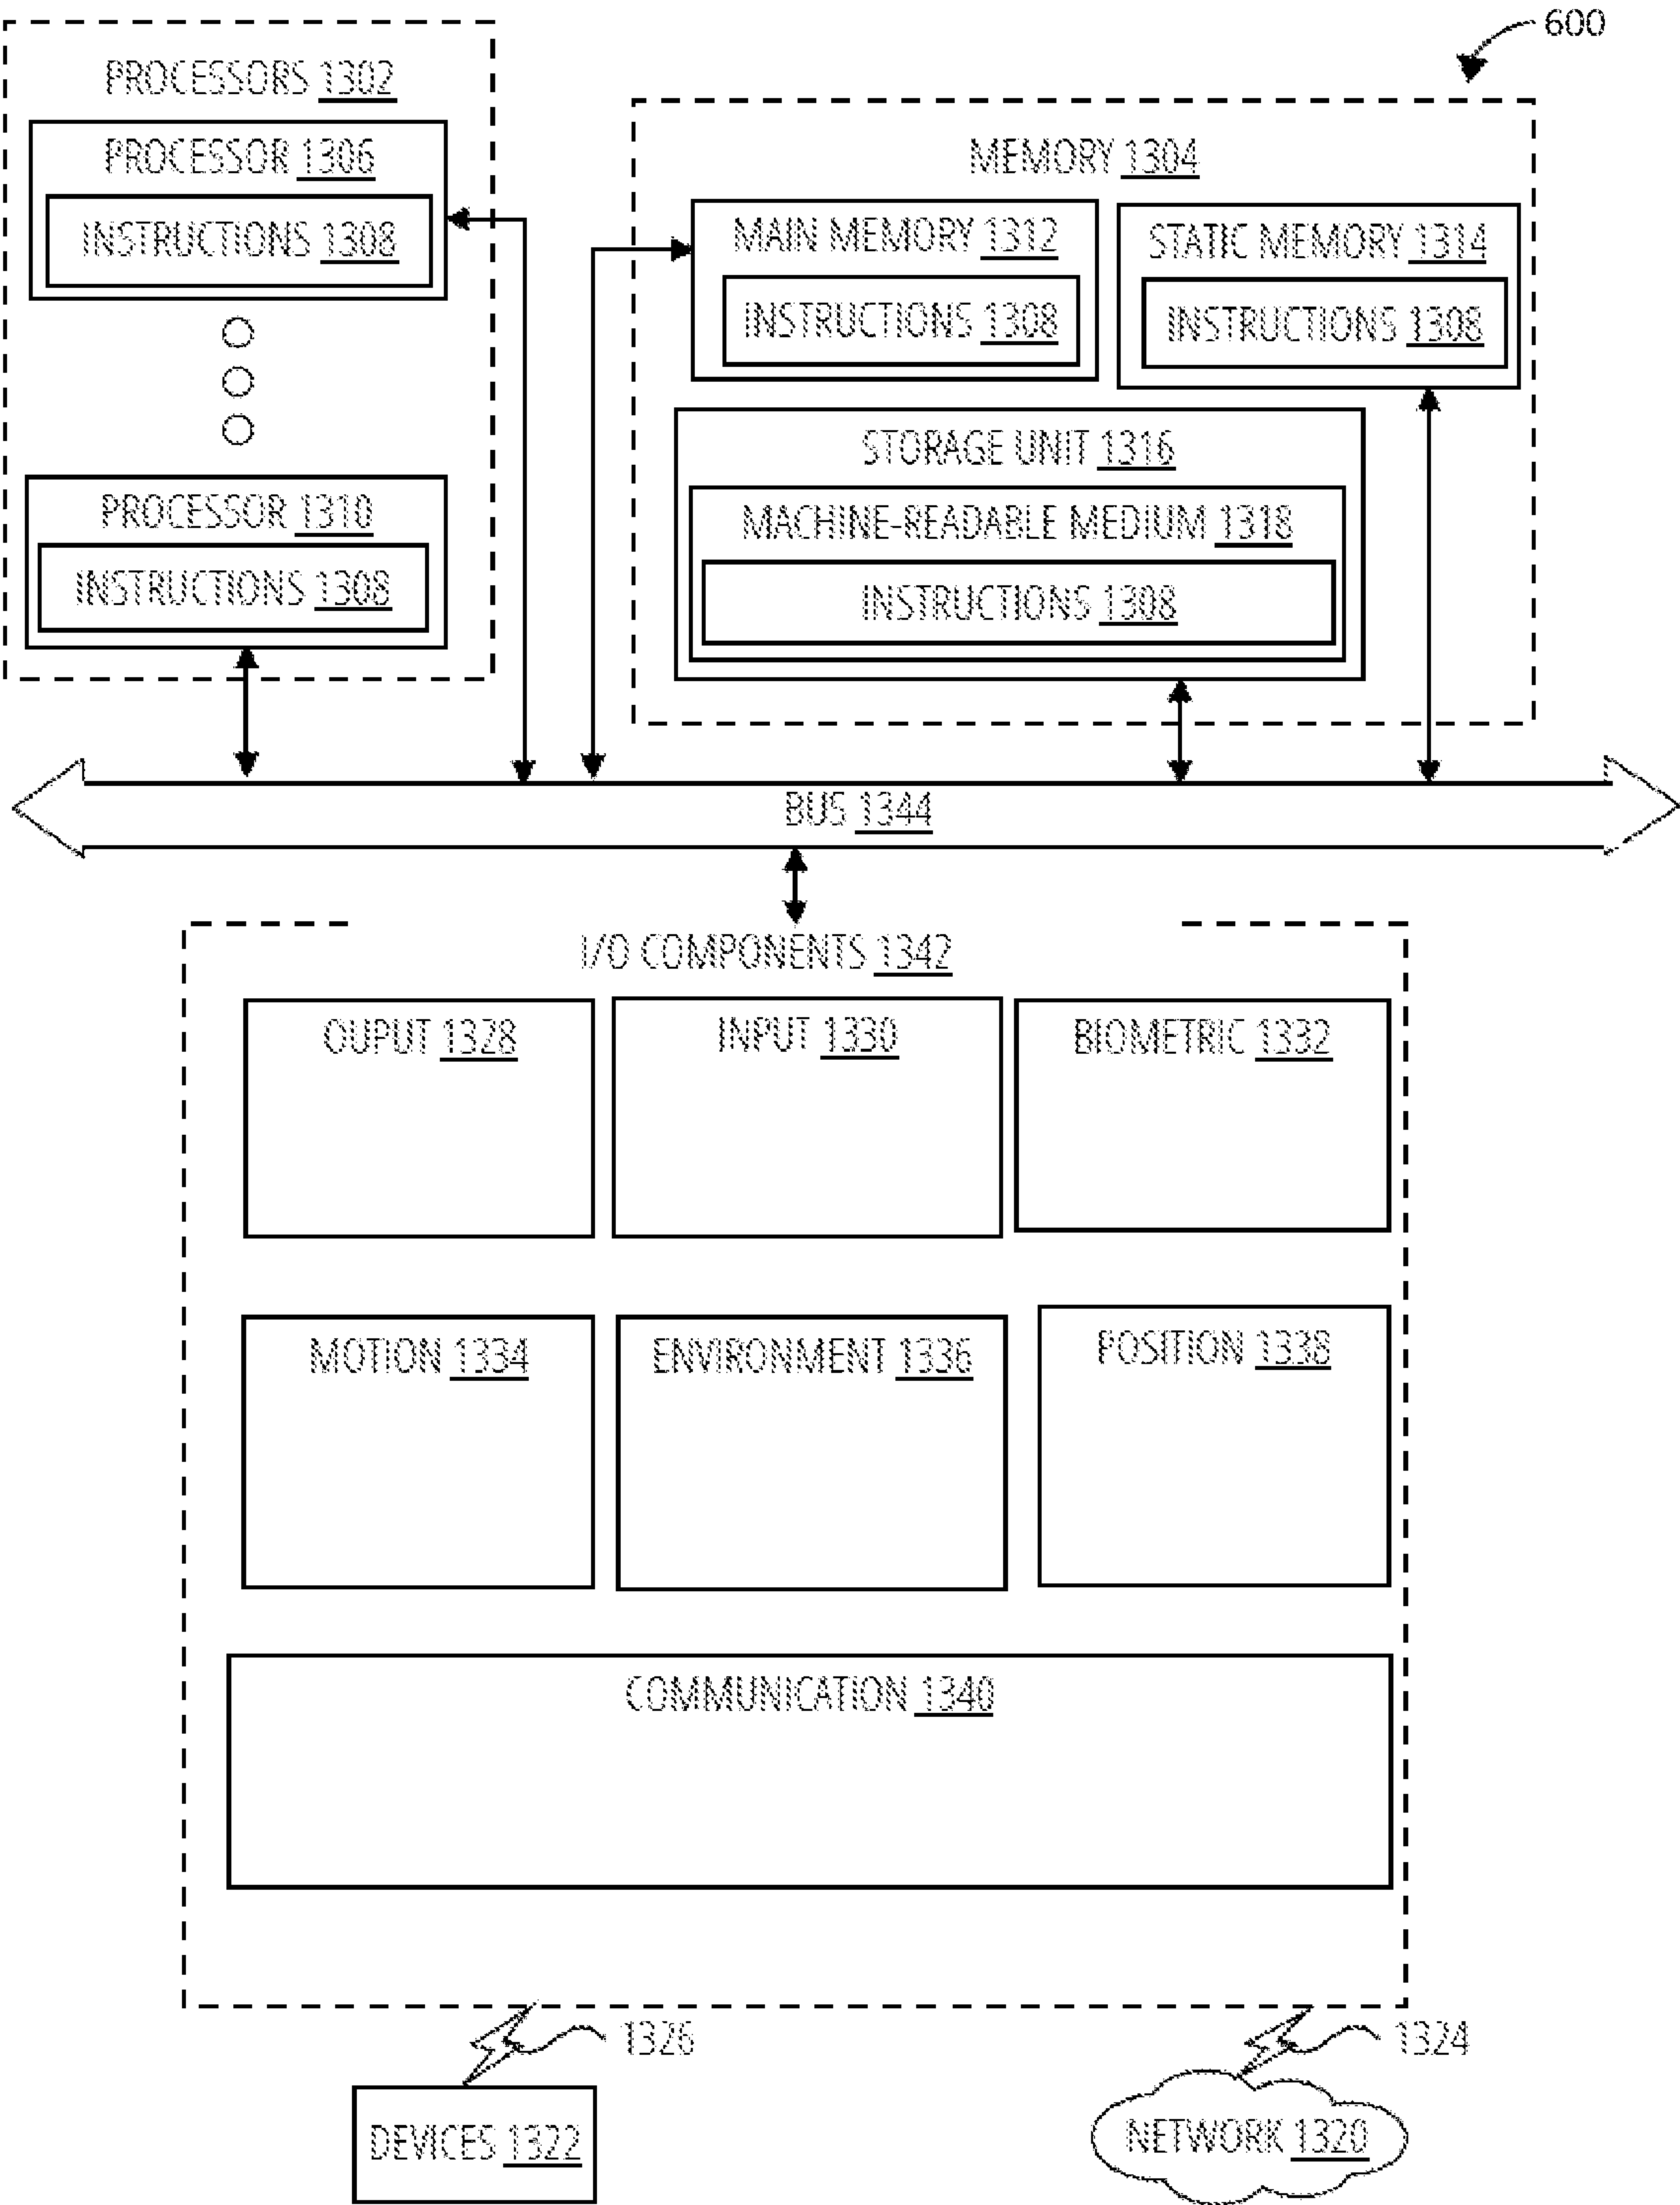 600
PROCESSORS 1302
PROCESSOR 1306
INSTRUCTIONS 1308
PROCESSOR 1310
INSTRUCTIONS 1308
MEMORY 1304
MAIN MEMORY 1312
INSTRUCTIONS 1308
STATIC MEMORY 1314
INSTRUCTIONS 1308
STORAGE UNIT 1316
MACHINE-READABLE MEDIUM 1318
INSTRUCTIONS 1308
BUS 1344
I/O COMPONENTS 1342
OUPUT 1328
INPUT 1330
BIOMETRIC 1332
MOTION 1334
ENVIRONMENT 1336
POSITION 1338
COMMUNICATION 1340
1326
1324
DEVICES 1322
NETWORK 1320